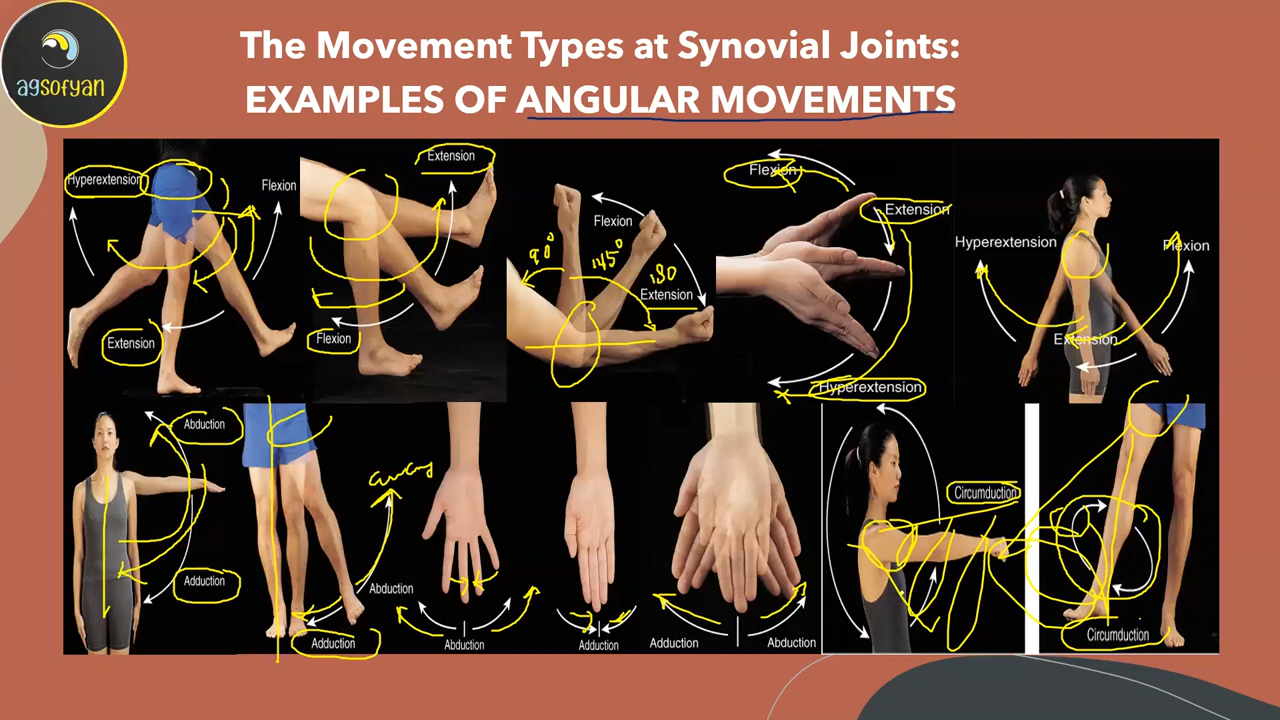 agsofyan
The Movement Types at Synovial Joints:
EXAMPLES OF ANGULAR MOVEMENTS
Hyperextension
Flexion
Extension
Extension
Flexion
Flexion
90°
145°
180
Extension
Flexion
Extension
Hyperextension
Hyperextension
Flexion
Extension
Abduction
Adduction
Abduction
Adduction
Abduction
Adduction
Adduction
Abduction
Circumduction
Circumduction